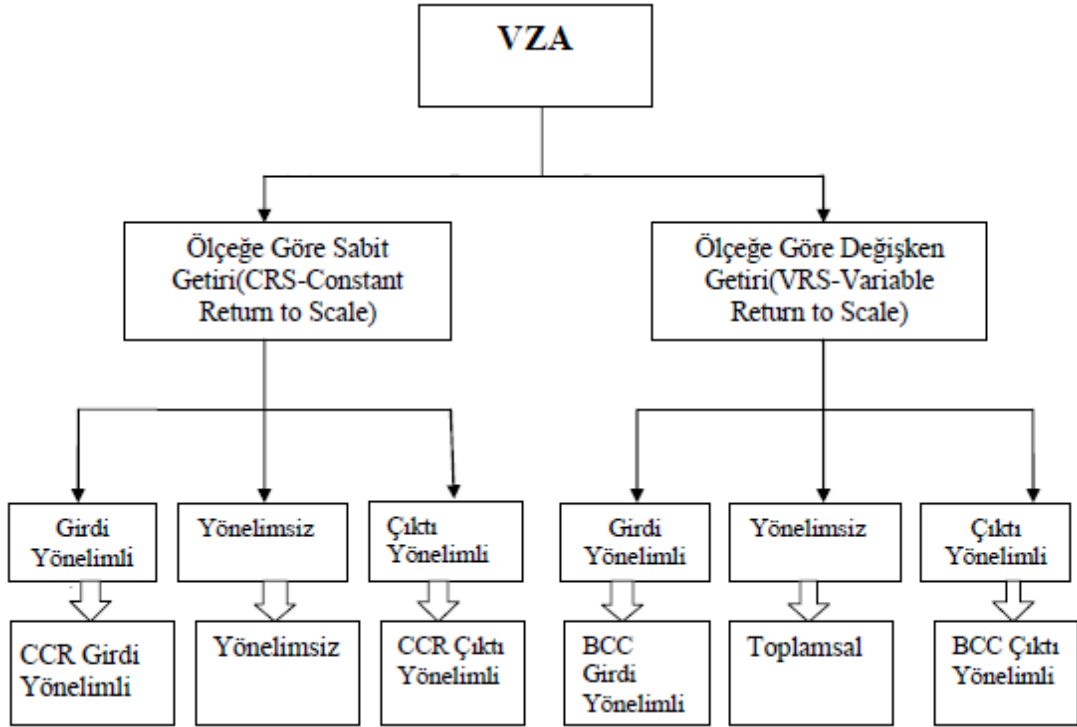 VZA
Ölçeğe Göre Sabit
Getiri(CRS-Constant
Return to Scale)
Ölçeğe Göre Değişken
Getiri(VRS-Variable
Return to Scale)
Girdi
Yönelimli
Yönelimsiz
Çıktı
Yönelimli
Girdi
Yönelimli
Yönelimsiz
Çıktı
Yönelimli
CCR Girdi
Yönelimli
Yönelimsiz
CCR Çıktı
Yönelimli
BCC
Girdi
Yönelimli
Toplamsal
BCC Çıktı
Yönelimli